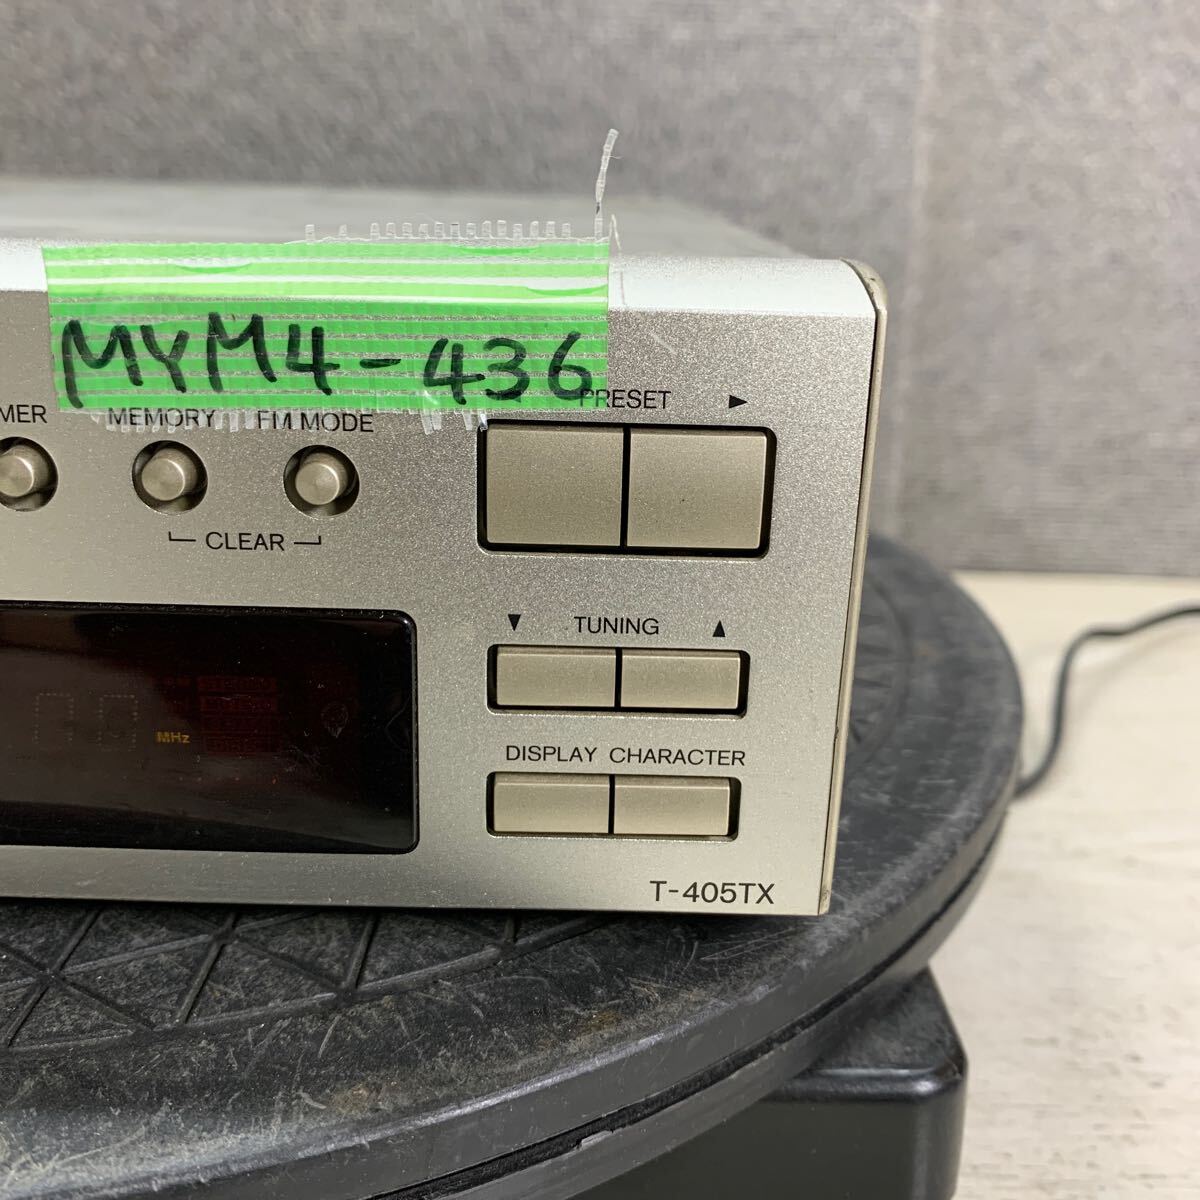 MYM4-436
PRESET ▶
MER MEMORY FM MODE
CLEAR
▼ TUNING ▲
MHz
DISPLAY CHARACTER
T-405TX